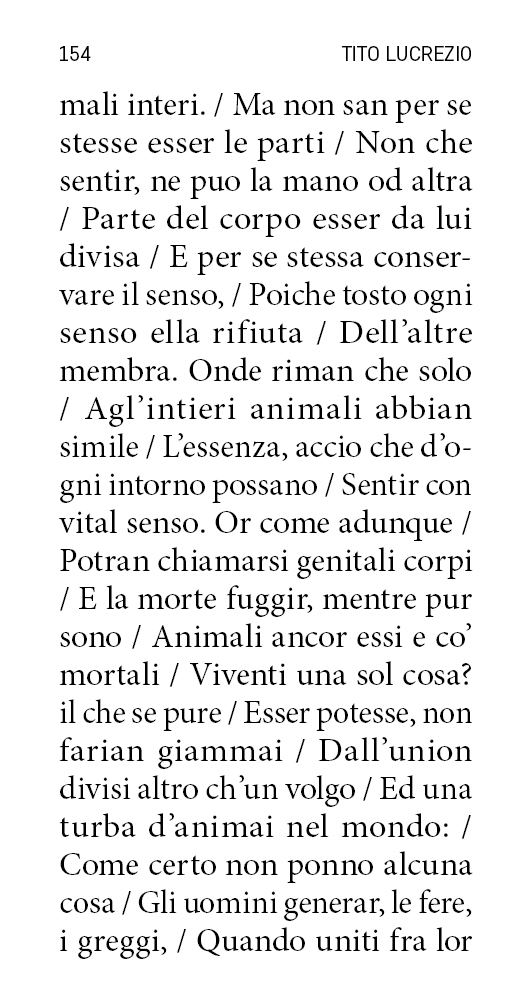 154 TITO LUCREZIO
mali interi. / Ma non san per se
stesse esser le parti / Non che
sentir, ne puo la mano od altra
/ Parte del corpo esser da lui
divisa / E per se stessa conser-
vare il senso, / Poiche tosto ogni
senso ella rifiuta / Dell’altre
membra. Onde riman che solo
/ Agl’intieri animali abbian
simile / L’essenza, accio che d’o-
gni intorno possano / Sentir con
vital senso. Or come adunque /
Potran chiamarsi genitali corpi
/ E la morte fuggir, mentre pur
sono / Animali ancor essi e co’
mortali / Viventi una sol cosa?
il che se pure / Esser potesse, non
farian giammai / Dall’union
divisi altro ch’un volgo / Ed una
turba d’animai nel mondo: /
Come certo non ponno alcuna
cosa / Gli uomini generar, le fere,
i greggi, / Quando uniti fra lor